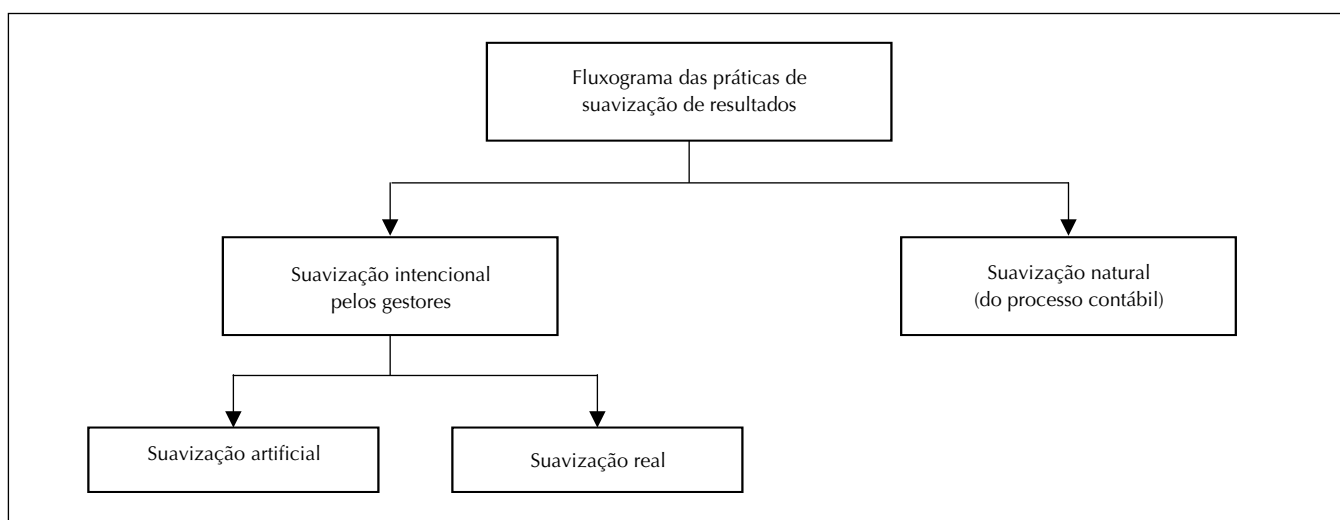 Fluxograma das práticas de
suavização de resultados
Suavização intencional
pelos gestores
Suavização natural
(do processo contábil)
Suavização artificial
Suavização real